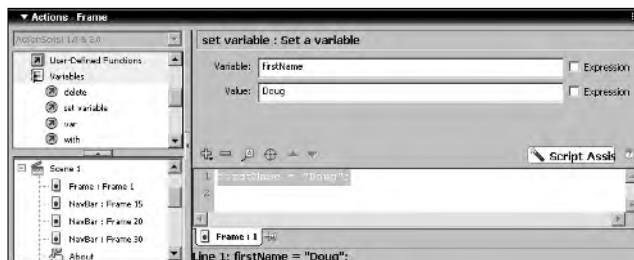 Actions - Frame
ActionScript 1.0 & 2.0
User-Defined Functions
Variables
delete
set variable
var
with
Scene 1
Frame : Frame 1
NavBar : Frame 15
NavBar : Frame 20
NavBar : Frame 30
About
set variable : Set a variable
Variable: firstName Expression
Value: Doug Expression
Script Assis
1 firstName = "Doug";
2
Frame : 1
Line 1: firstName = "Doug";